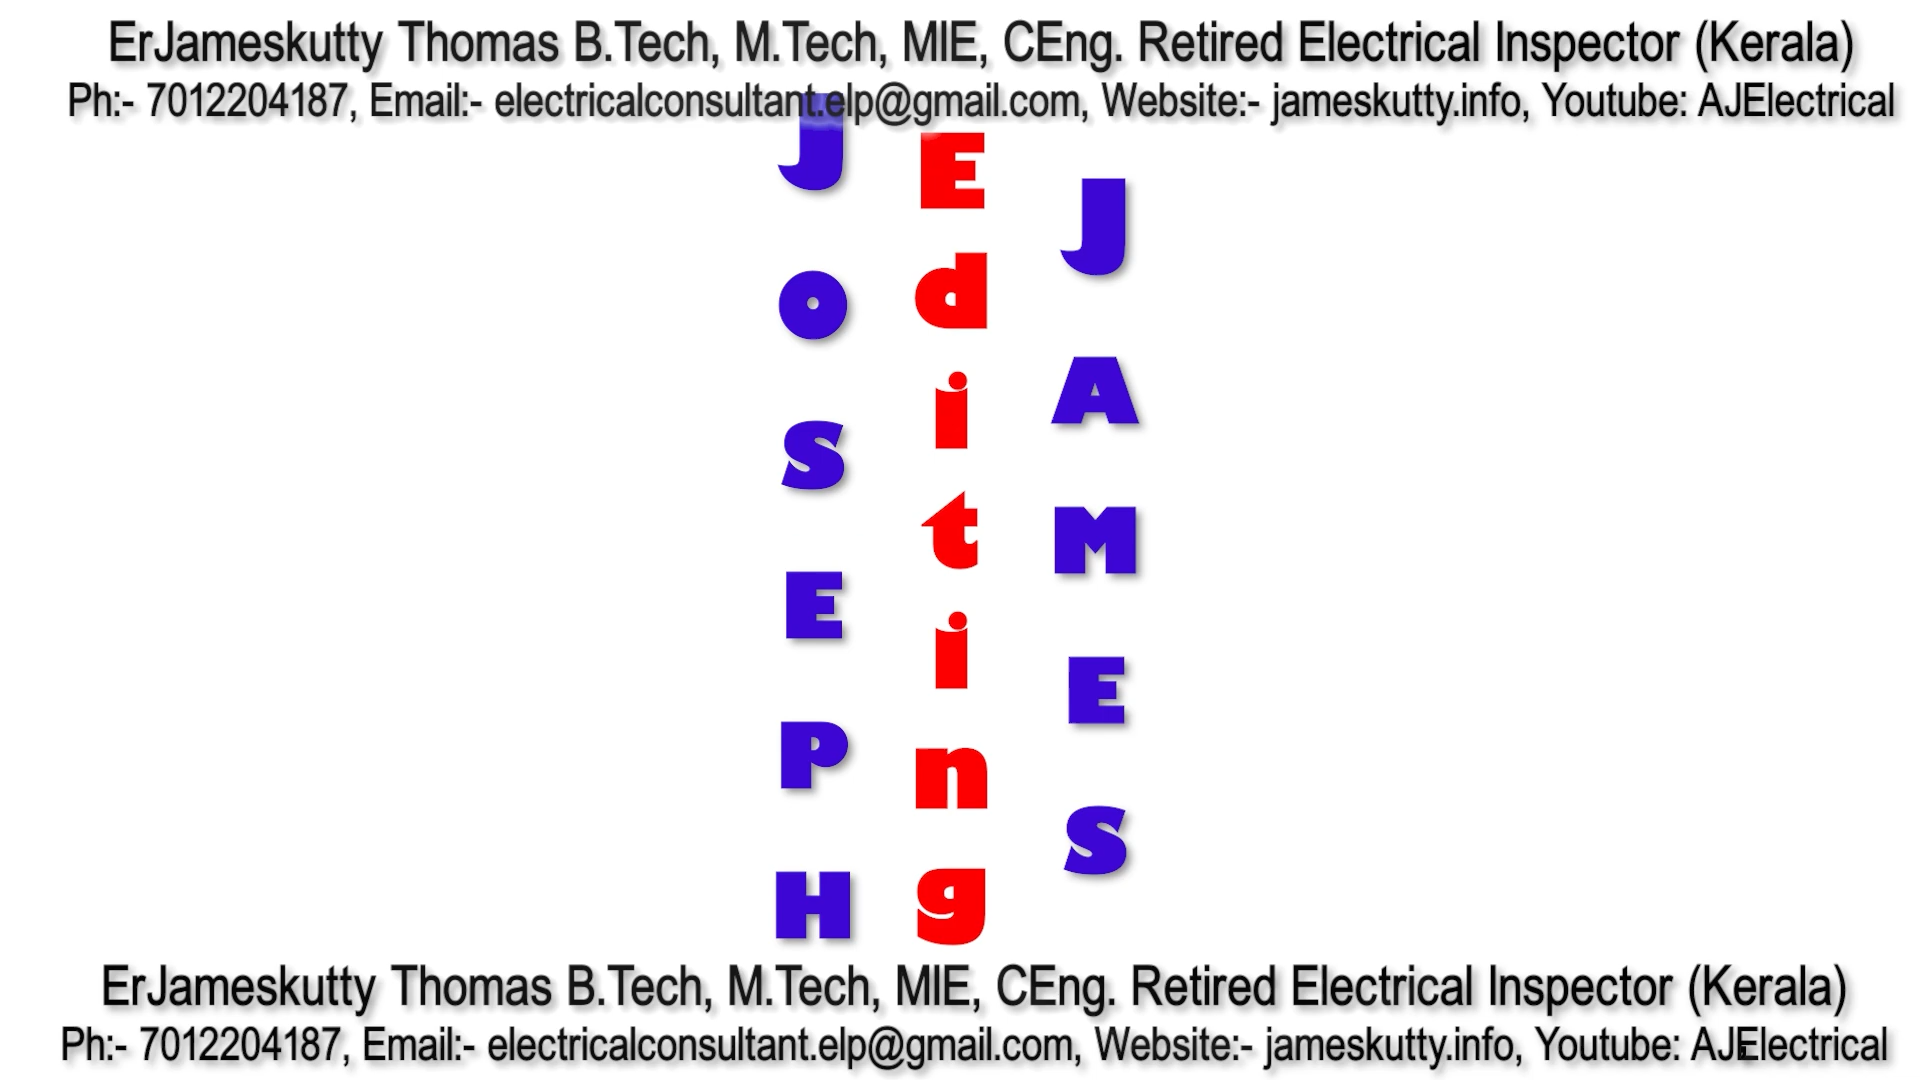 ErJameskutty Thomas B.Tech, M.Tech, MIE, CEng. Retired Electrical Inspector (Kerala)
Ph:- 7012204187, Email:- electricalconsultant.elp@gmail.com, Website:- jameskutty.info, Youtube: AJElectrical
JOSEPH
Editing
JAMES
ErJameskutty Thomas B.Tech, M.Tech, MIE, CEng. Retired Electrical Inspector (Kerala)
Ph:- 7012204187, Email:- electricalconsultant.elp@gmail.com, Website:- jameskutty.info, Youtube: AJElectrical